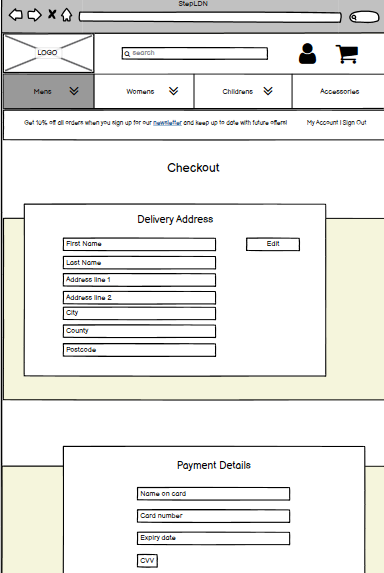 StepLDN
LOGO
search
Mens
Womens
Childrens
Accessories
Get 10% off all orders when you sign up for our newsletter and keep up to date with future offers!
My Account | Sign Out
Checkout
Delivery Address
First Name
Edit
Last Name
Address line 1
Address line 2
City
County
Postcode
Payment Details
Name on card
Card number
Expiry date
CVV